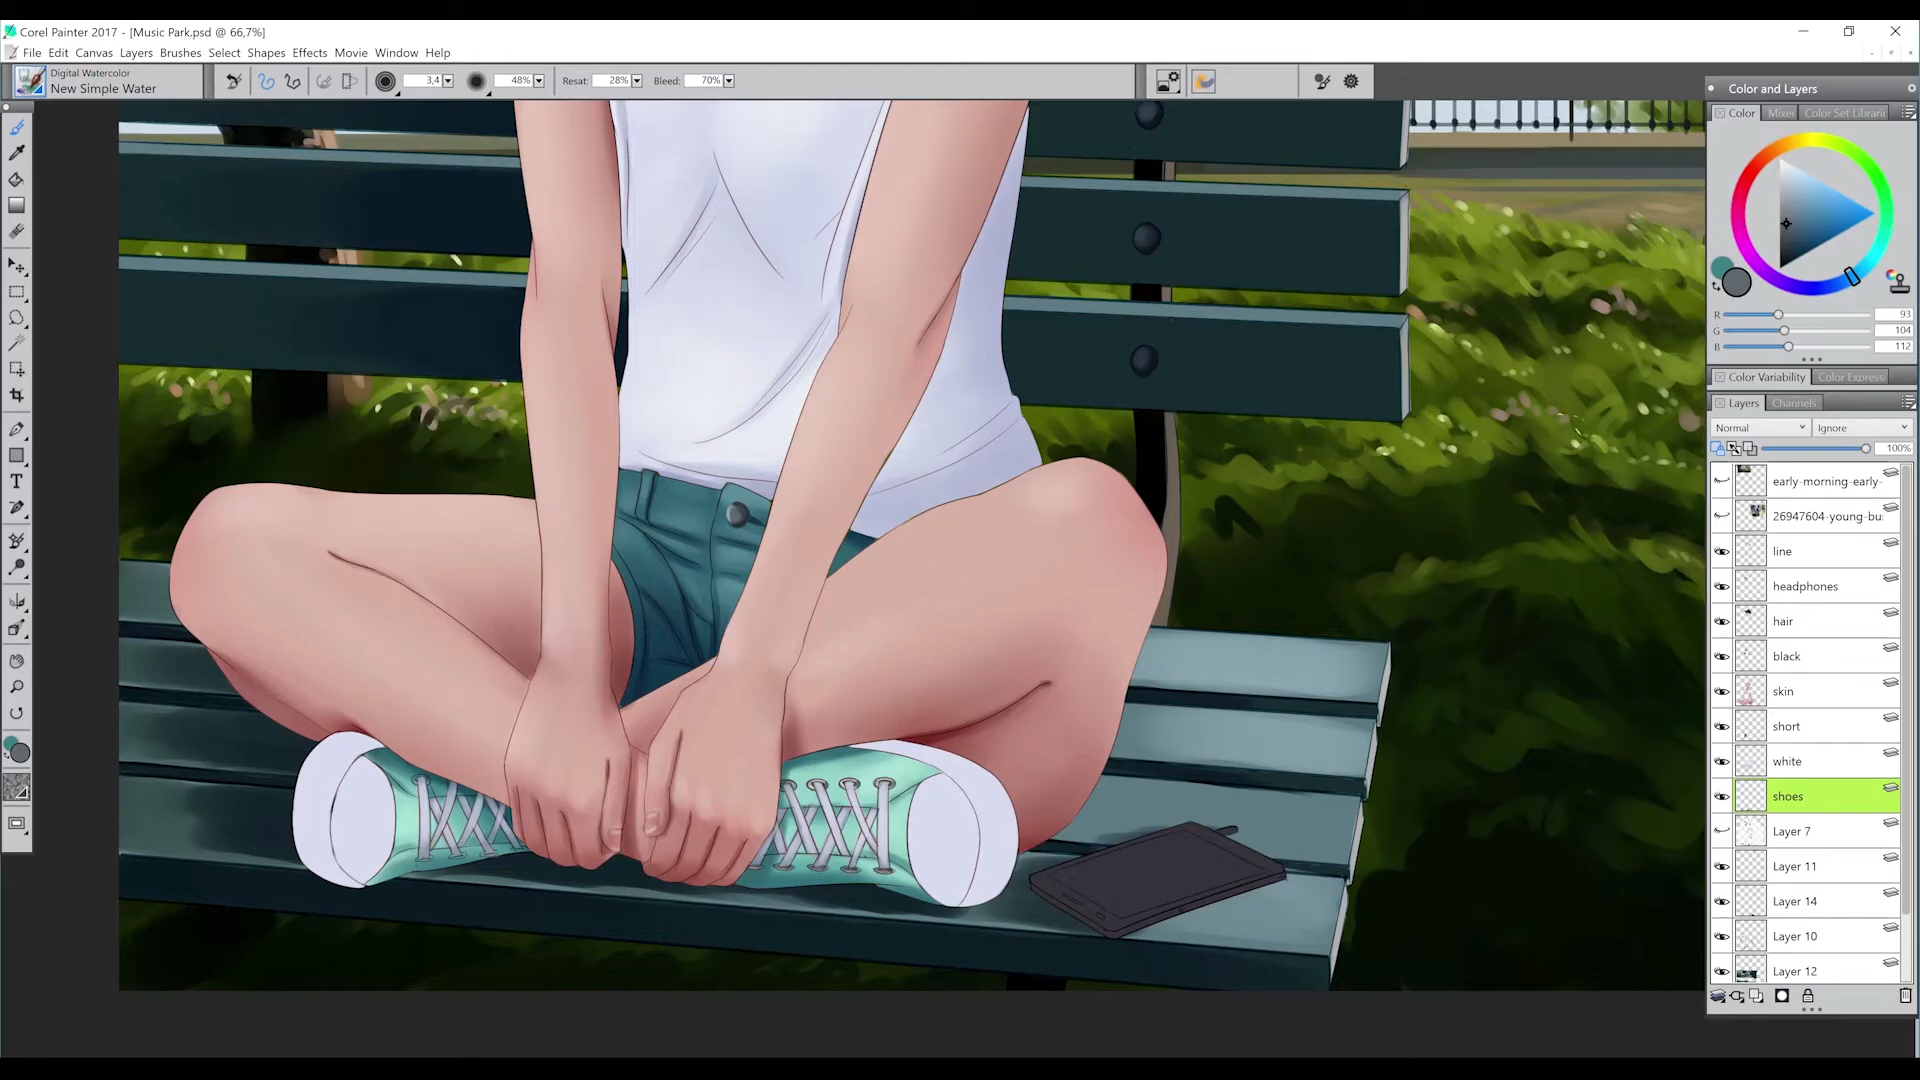 Corel Painter 2017 - [Music Park.psd @ 66,7%]
File Edit Canvas Layers Brushes Select Shapes Effects Movie Window Help
Digital Watercolor
New Simple Water
3,4
48%
Resat: 28%
Bleed: 70%
Color and Layers
Color Mixer Color Set Librari
R 93
G 104
B 112
Color Variability Color Express
Layers Channels
Normal Ignore
100%
early-morning-early-
26947604-young-bu
line
headphones
hair
black
skin
short
white
shoes
Layer 7
Layer 11
Layer 14
Layer 10
Layer 12
T